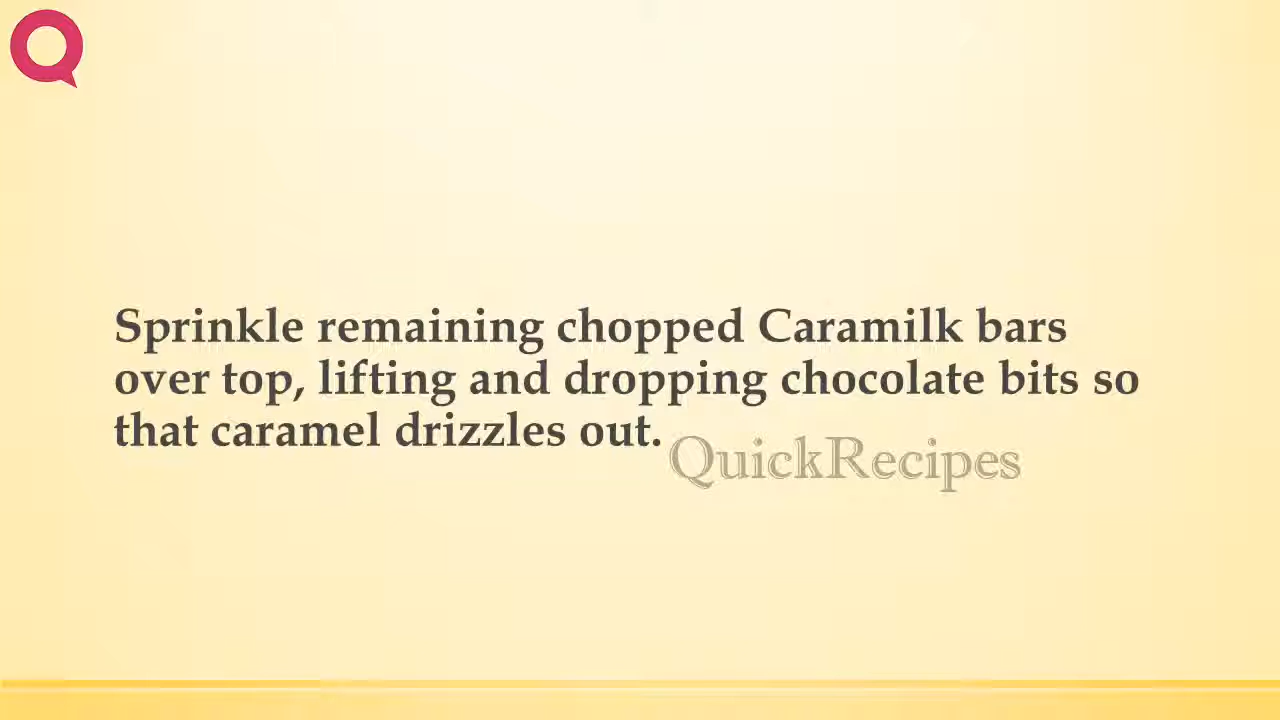 Sprinkle remaining chopped Caramilk bars
over top, lifting and dropping chocolate bits so
that caramel drizzles out.
QuickRecipes